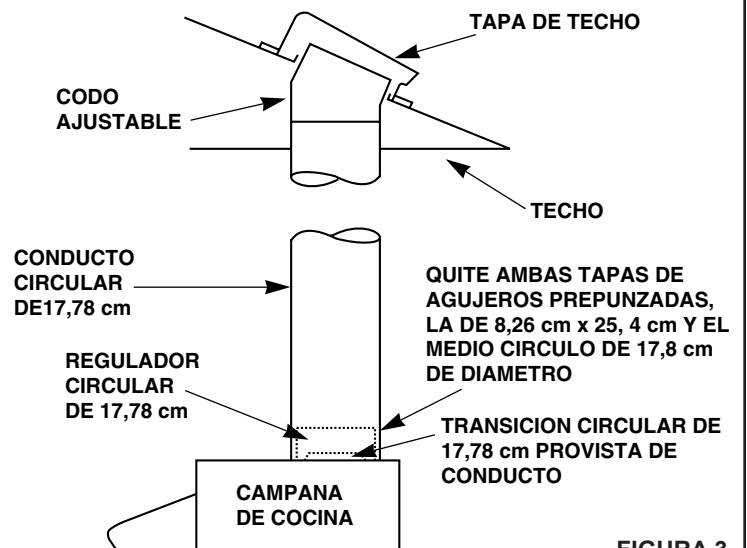 TAPA DE TECHO
CODO
AJUSTABLE
TECHO
CONDUCTO
CIRCULAR
DE17,78 cm
QUITE AMBAS TAPAS DE
AGUJEROS PREPUNZADAS,
LA DE 8,26 cm x 25, 4 cm Y EL
MEDIO CIRCULO DE 17,8 cm
DE DIAMETRO
REGULADOR
CIRCULAR
DE 17,78 cm
TRANSICION CIRCULAR DE
17,78 cm PROVISTA DE
CONDUCTO
CAMPANA
DE COCINA
FIGURA 3